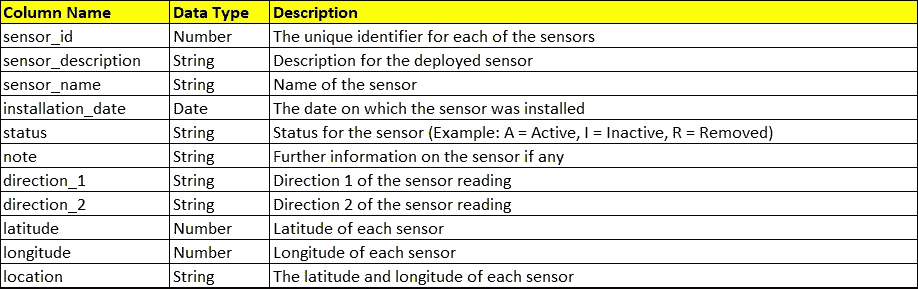 Column Name Data Type Description
sensor_id Number The unique identifier for each of the sensors
sensor_description String Description for the deployed sensor
sensor_name String Name of the sensor
installation_date Date The date on which the sensor was installed
status String Status for the sensor (Example: A = Active, I = Inactive, R = Removed)
note String Further information on the sensor if any
direction_1 String Direction 1 of the sensor reading
direction_2 String Direction 2 of the sensor reading
latitude Number Latitude of each sensor
longitude Number Longitude of each sensor
location String The latitude and longitude of each sensor